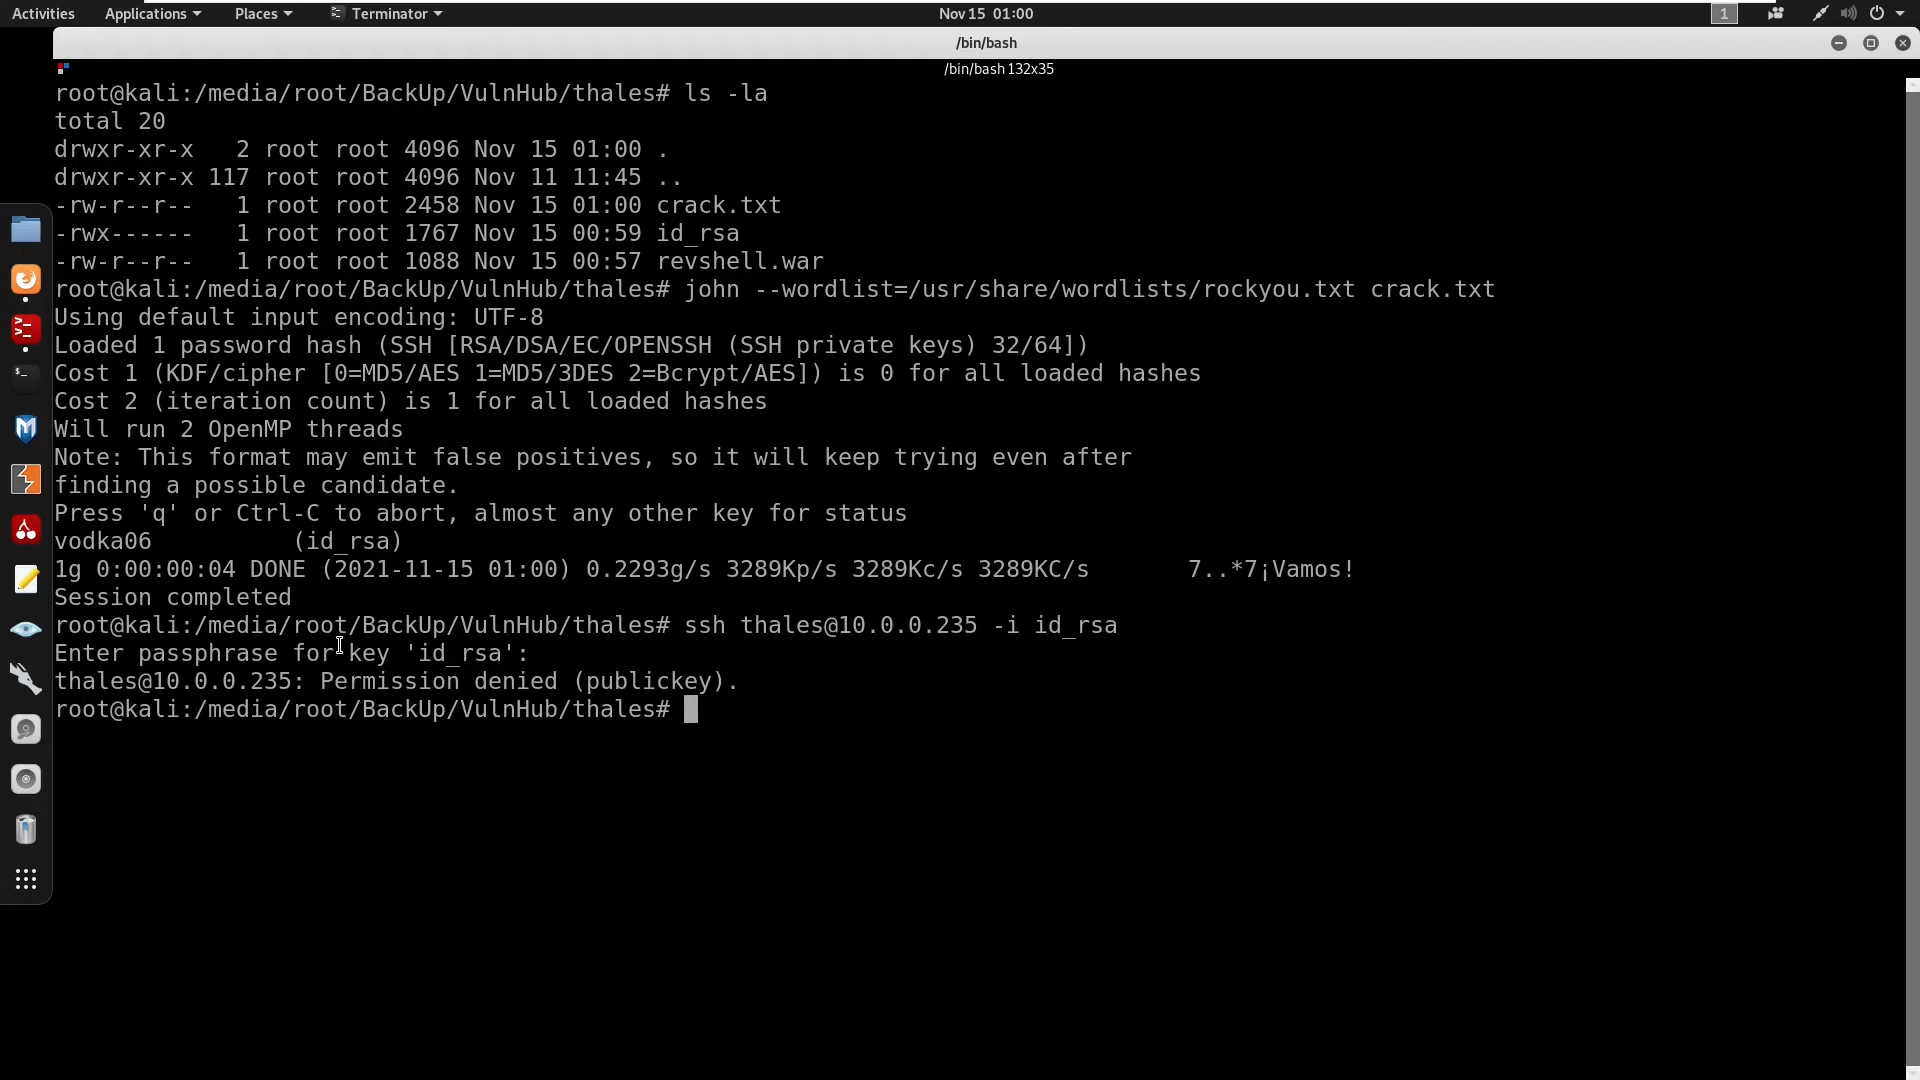 Activities Applications Places Terminator Nov 15 01:00 1
/bin/bash
/bin/bash 132x35
root@kali:/media/root/BackUp/VulnHub/thales# ls -la
total 20
drwxr-xr-x   2 root root 4096 Nov 15 01:00 .
drwxr-xr-x 117 root root 4096 Nov 11 11:45 ..
-rw-r--r--   1 root root 2458 Nov 15 01:00 crack.txt
-rwx------   1 root root 1767 Nov 15 00:59 id_rsa
-rw-r--r--   1 root root 1088 Nov 15 00:57 revshell.war
root@kali:/media/root/BackUp/VulnHub/thales# john --wordlist=/usr/share/wordlists/rockyou.txt crack.txt
Using default input encoding: UTF-8
Loaded 1 password hash (SSH [RSA/DSA/EC/OPENSSH (SSH private keys) 32/64])
Cost 1 (KDF/cipher [0=MD5/AES 1=MD5/3DES 2=Bcrypt/AES]) is 0 for all loaded hashes
Cost 2 (iteration count) is 1 for all loaded hashes
Will run 2 OpenMP threads
Note: This format may emit false positives, so it will keep trying even after
finding a possible candidate.
Press 'q' or Ctrl-C to abort, almost any other key for status
vodka06          (id_rsa)
1g 0:00:00:04 DONE (2021-11-15 01:00) 0.2293g/s 3289Kp/s 3289Kc/s 3289KC/s       7..*7¡Vamos!
Session completed
root@kali:/media/root/BackUp/VulnHub/thales# ssh thales@10.0.0.235 -i id_rsa
Enter passphrase for key 'id_rsa':
thales@10.0.0.235: Permission denied (publickey).
root@kali:/media/root/BackUp/VulnHub/thales#